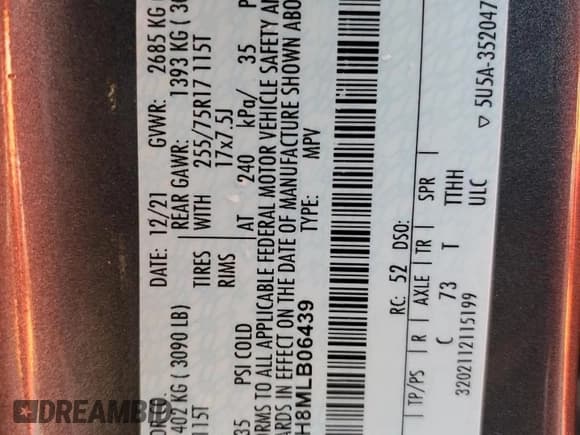 DATE: 12/21 GVWR: 2685 KG (
402 KG ( 3090 LB) REAR GAWR: 1393 KG (
115T TIRES WITH 255/75R17 115T
RIMS 17x7.5J
35 PSI COLD AT 240 kPa/ 35 P
ORMS TO ALL APPLICABLE FEDERAL MOTOR VEHICLE SAFETY
ARDS IN EFFECT ON THE DATE OF MANUFACTURE SHOWN ABO
H8MLB06439 TYPE: MPV
RC: 52 DSO:
TP/PS R AXLE TR SPR
C 73 T TTHH
32021112115199 ULC
5U5A-352047
DREAMBID